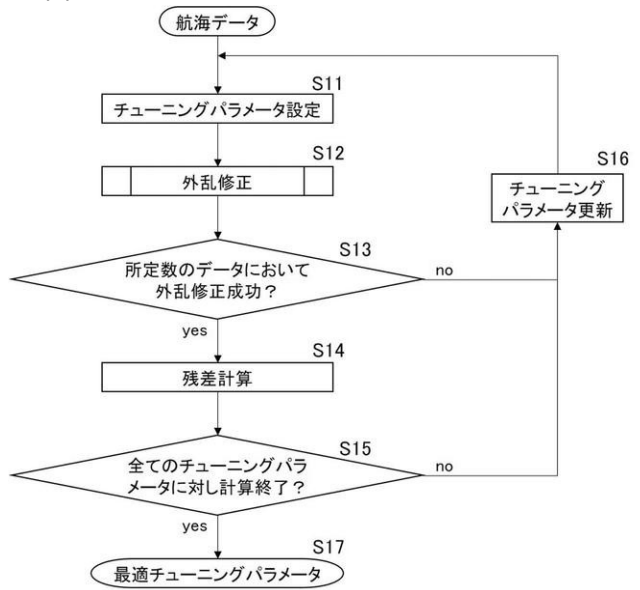 航海データ
S11
チューニングパラメータ設定
S12
外乱修正
S16
チューニング
パラメータ更新
S13
所定数のデータにおいて
外乱修正成功？
no
yes
S14
残差計算
S15
全てのチューニングパラ
メータに対し計算終了？
no
yes
S17
最適チューニングパラメータ